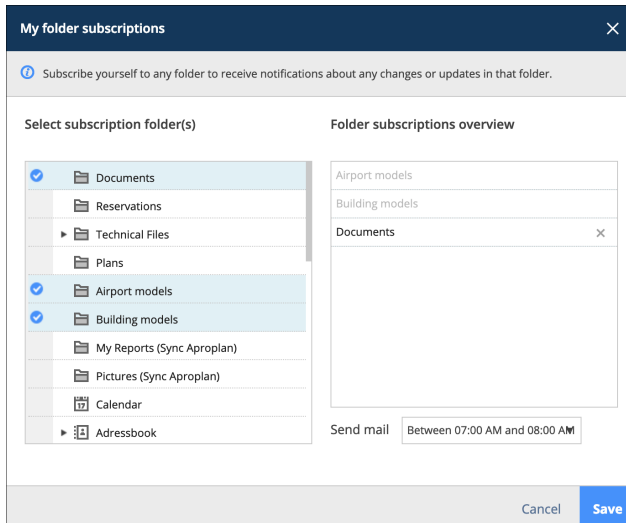 My folder subscriptions
Subscribe yourself to any folder to receive notifications about any changes or updates in that folder.
Select subscription folder(s)
Folder subscriptions overview
Documents
Reservations
Technical Files
Plans
Airport models
Building models
My Reports (Sync Aproplan)
Pictures (Sync Aproplan)
17 Calendar
Adressbook
Airport models
Building models
Documents
Send mail Between 07:00 AM and 08:00 AM
Cancel Save